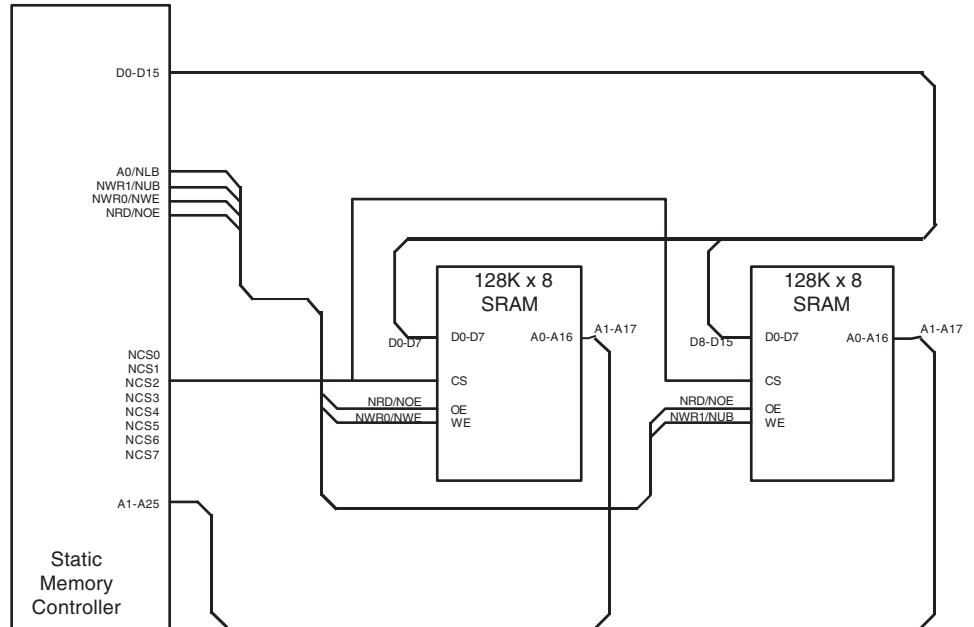 D0-D15
A0/NLB
NWR1/NUB
NWR0/NWE
NRD/NOE
NCS0
NCS1
NCS2
NCS3
NCS4
NCS5
NCS6
NCS7
A1-A25
Static
Memory
Controller
128K x 8
SRAM
D0-D7
D0-D7
A0-A16
A1-A17
CS
NRD/NOE
OE
NWR0/NWE
WE
128K x 8
SRAM
D8-D15
D0-D7
A0-A16
A1-A17
CS
NRD/NOE
OE
NWR1/NUB
WE